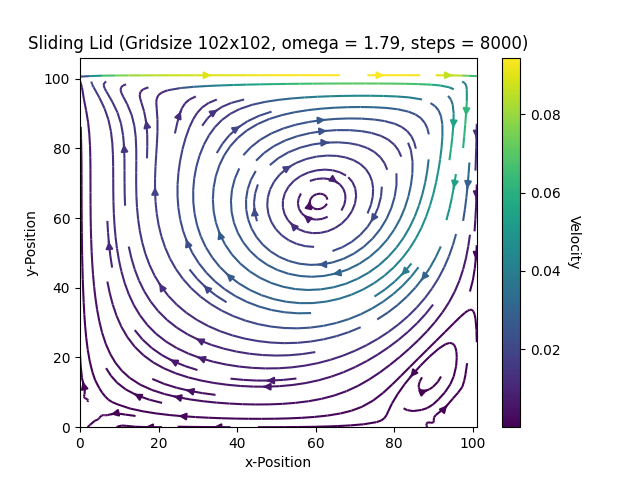 Sliding Lid (Gridsize 102x102, omega = 1.79, steps = 8000)
100
80
60
40
20
0
y-Position
0 20 40 60 80 100
x-Position
0.08
0.06
0.04
0.02
Velocity